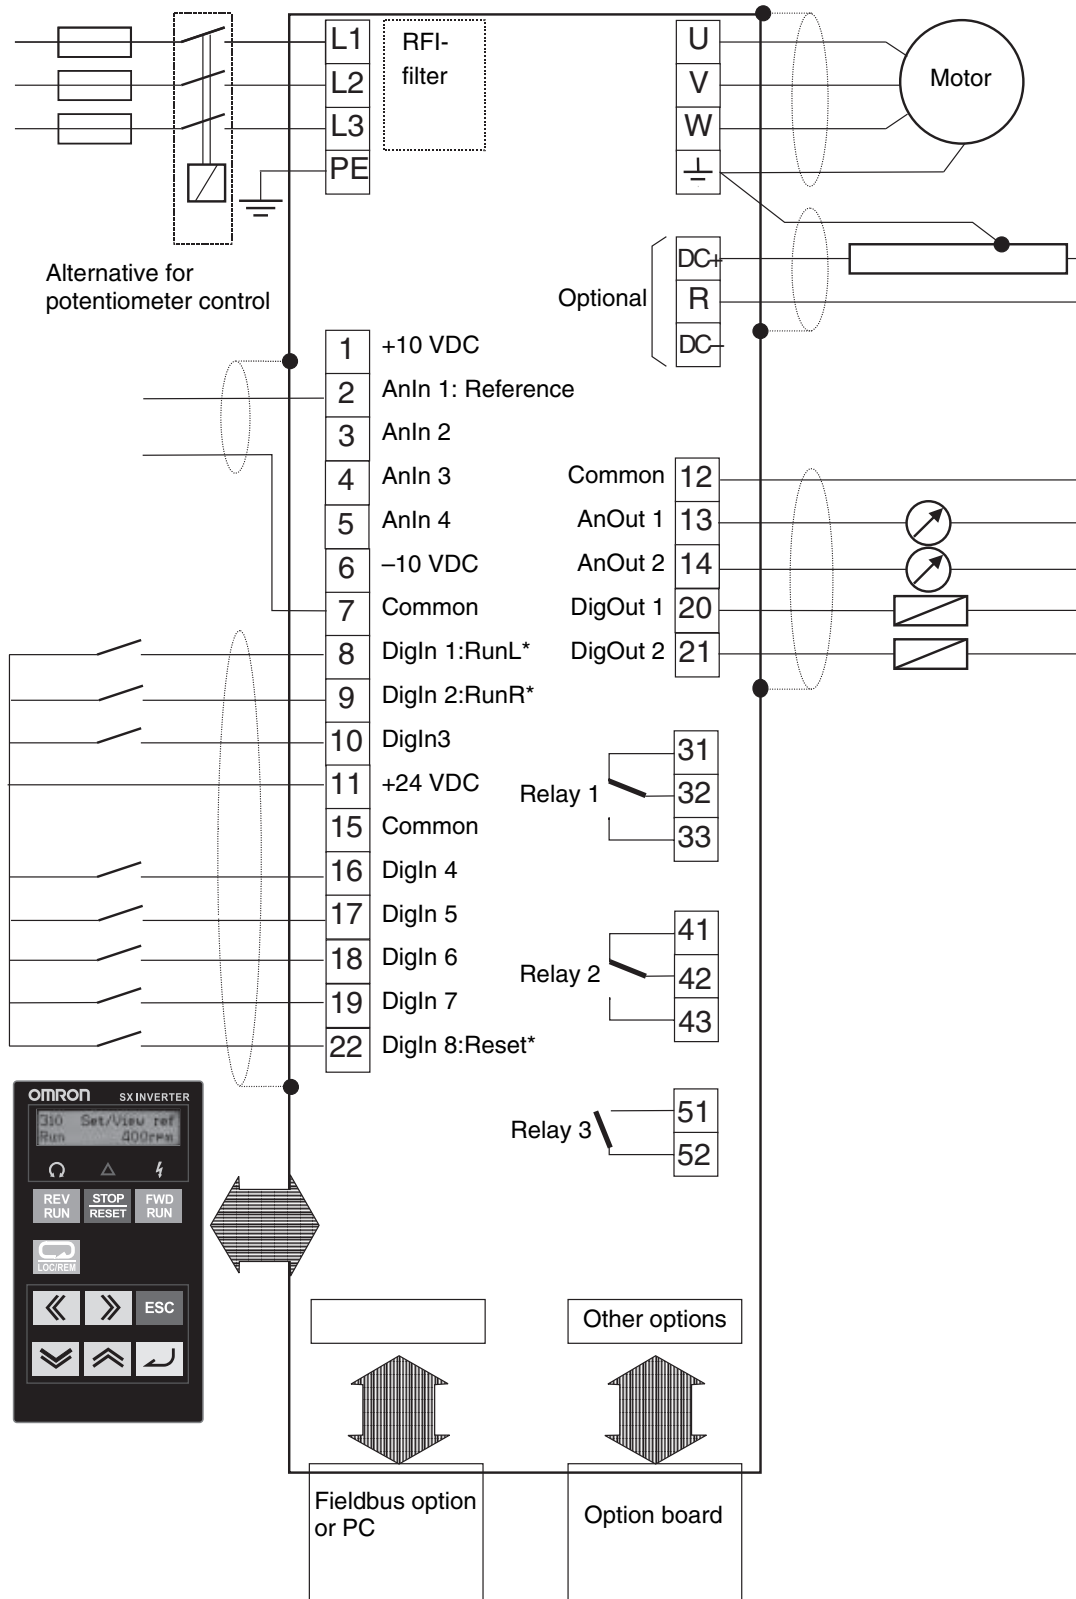 L1
L2
L3
PE
RFI-
filter
U
V
W
Motor
Alternative for
potentiometer control
Optional
DC+
R
DC-
1 +10 VDC
2 AnIn 1: Reference
3 AnIn 2
4 AnIn 3
5 AnIn 4
6 –10 VDC
7 Common
8 DigIn 1:RunL*
9 DigIn 2:RunR*
10 DigIn3
11 +24 VDC
15 Common
16 DigIn 4
17 DigIn 5
18 DigIn 6
19 DigIn 7
22 DigIn 8:Reset*
Common 12
AnOut 1 13
AnOut 2 14
DigOut 1 20
DigOut 2 21
Relay 1
31
32
33
Relay 2
41
42
43
Relay 3
51
52
OMRON SX INVERTER
310 Set/View ref
Run 400rpm
REV
RUN
STOP
RESET
FWD
RUN
LOC/REM
ESC
Other options
Fieldbus option
or PC
Option board